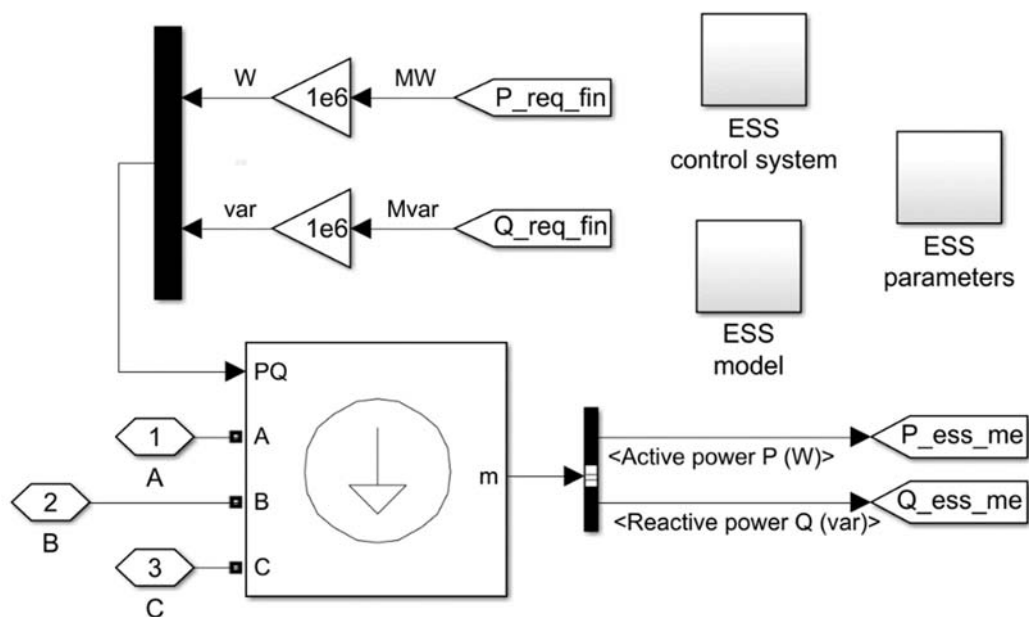 W
1e6
MW
P_req_fin
var
1e6
Mvar
Q_req_fin
ESS
control system
ESS
parameters
ESS
model
PQ
A
B
C
m
1
A
2
B
3
C
<Active power P (W)>
P_ess_me
<Reactive power Q (var)>
Q_ess_me